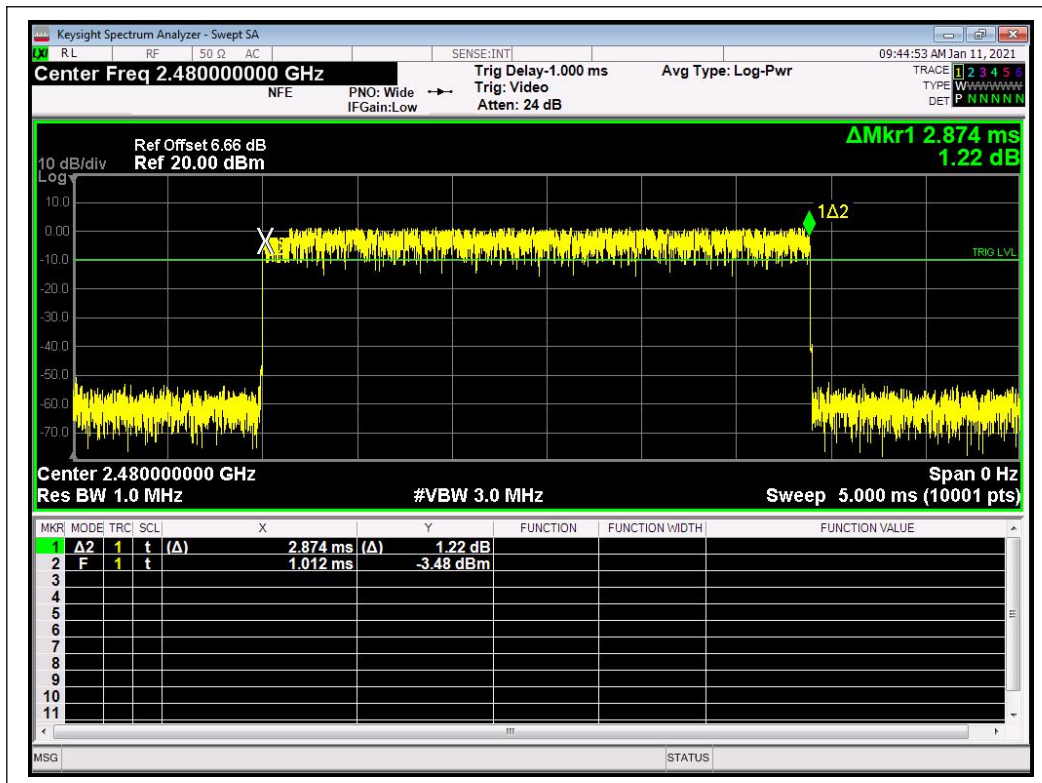 Keysight Spectrum Analyzer - Swept SA
LXI RL RF 50 Ω AC SENSE:INT 09:44:53 AM Jan 11, 2021
Center Freq 2.480000000 GHz
NFE
PNO: Wide
IFGain:Low
Trig Delay-1.000 ms
Trig: Video
Atten: 24 dB
Avg Type: Log-Pwr
TRACE 1 2 3 4 5 6
TYPE W
DET P N N N N N
ΔMkr1 2.874 ms
1.22 dB
Ref Offset 6.66 dB
10 dB/div Ref 20.00 dBm
Log
10.0
0.00
-10.0
-20.0
-30.0
-40.0
-50.0
-60.0
-70.0
1Δ2
TRIG LVL
Center 2.480000000 GHz Span 0 Hz
Res BW 1.0 MHz #VBW 3.0 MHz Sweep 5.000 ms (10001 pts)
MKR MODE TRC SCL X Y FUNCTION FUNCTION WIDTH FUNCTION VALUE
1 Δ2 1 t (Δ) 2.874 ms (Δ) 1.22 dB
2 F 1 t 1.012 ms -3.48 dBm
3
4
5
6
7
8
9
10
11
MSG STATUS